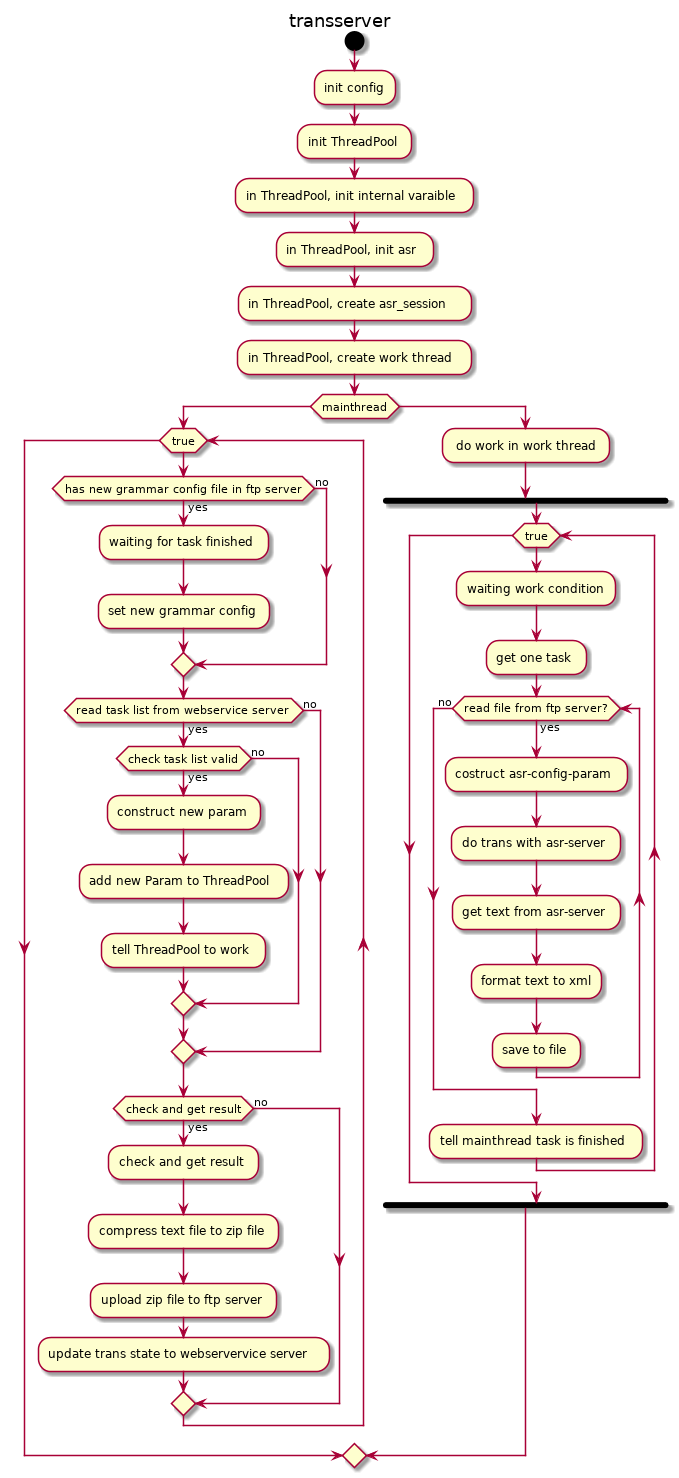 transserver
init config
init ThreadPool
in ThreadPool, init internal varaible
in ThreadPool, init asr
in ThreadPool, create asr_session
in ThreadPool, create work thread
mainthread
true
has new grammar config file in ftp server
no
yes
waiting for task finished
set new grammar config
read task list from webservice server
no
yes
check task list valid
no
yes
construct new param
add new Param to ThreadPool
tell ThreadPool to work
check and get result
no
yes
check and get result
compress text file to zip file
upload zip file to ftp server
update trans state to webservervice server
do work in work thread
true
waiting work condition
get one task
no
read file from ftp server?
yes
costruct asr-config-param
do trans with asr-server
get text from asr-server
format text to xml
save to file
tell mainthread task is finished